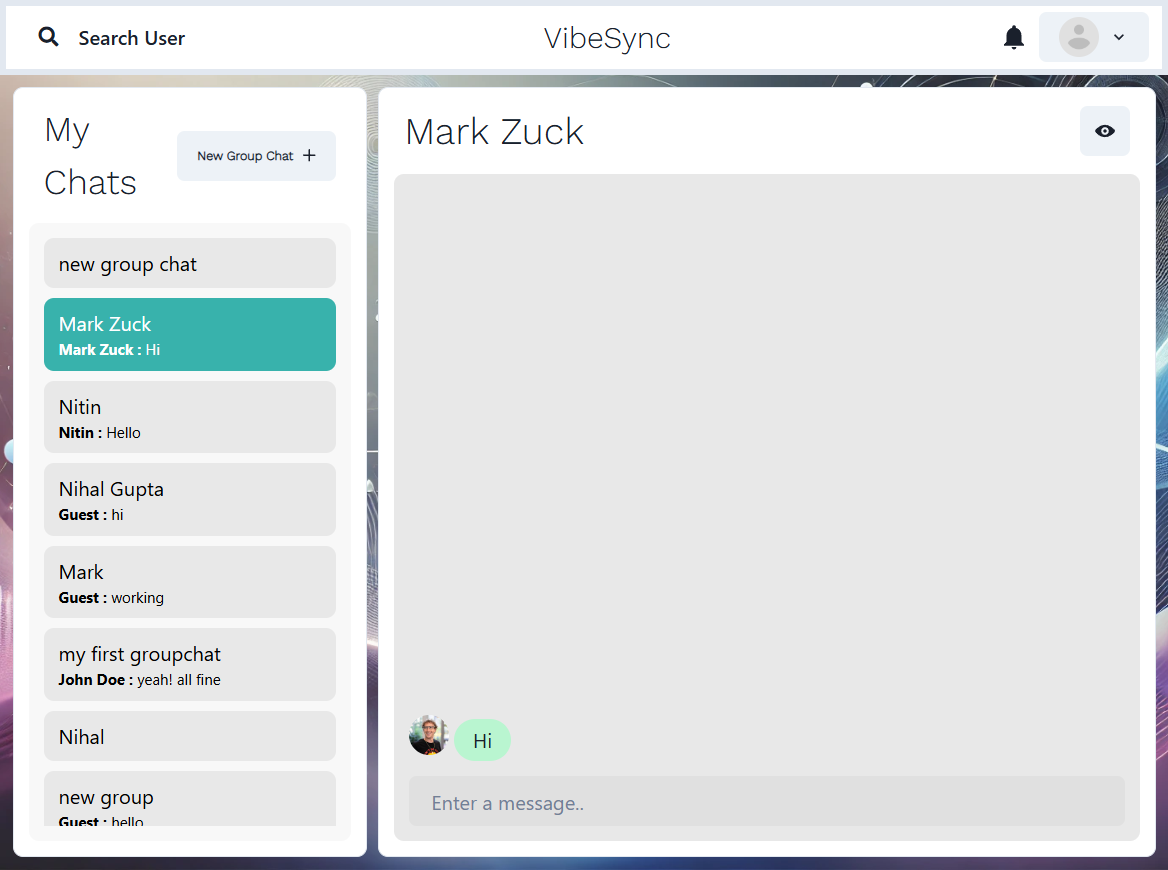 Search User
VibeSync
My
Chats
New Group Chat
new group chat
Mark Zuck
Mark Zuck : Hi
Nitin
Nitin : Hello
Nihal Gupta
Guest : hi
Mark
Guest : working
my first groupchat
John Doe : yeah! all fine
Nihal
new group
Guest : hello
Mark Zuck
Hi
Enter a message..